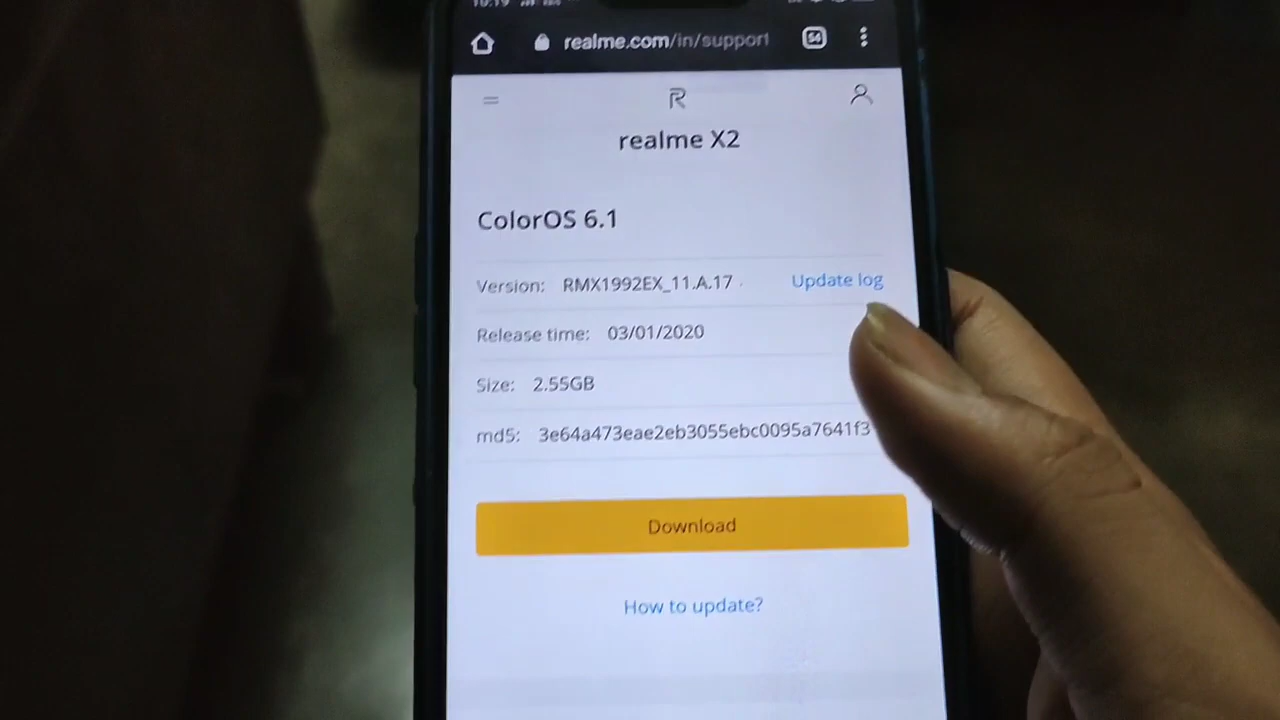 realme.com/in/support
54
realme X2
ColorOS 6.1
Version: RMX1992EX_11.A.17
Update log
Release time: 03/01/2020
Size: 2.55GB
md5: 3e64a473eae2eb3055ebc0095a7641f3
Download
How to update?